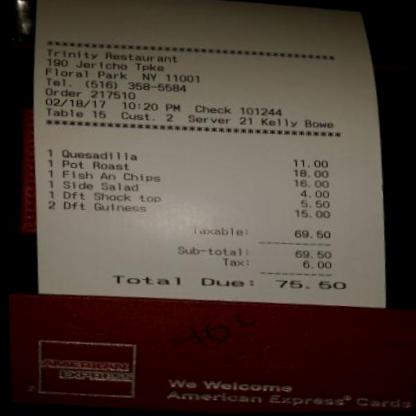 Trinity Restaurant
190 Jericho Tpke
Floral Park NY 11001
Tel. (516) 358-5584
Order 217510
02/18/17 10:20 PM Check 101244
Table 15 Cust. 2 Server 21 Kelly Bowe
1 Quesadilla 11.00
1 Pot Roast 18.00
1 Fish An Chips 16.00
1 Side Salad 4.00
1 Dft Shock top 5.50
2 Dft Guiness 15.00
Taxable: 69.50
Sub-total: 69.50
Tax: 6.00
Total Due: 75.50
AMERICAN EXPRESS
We Welcome
American Express® Cards